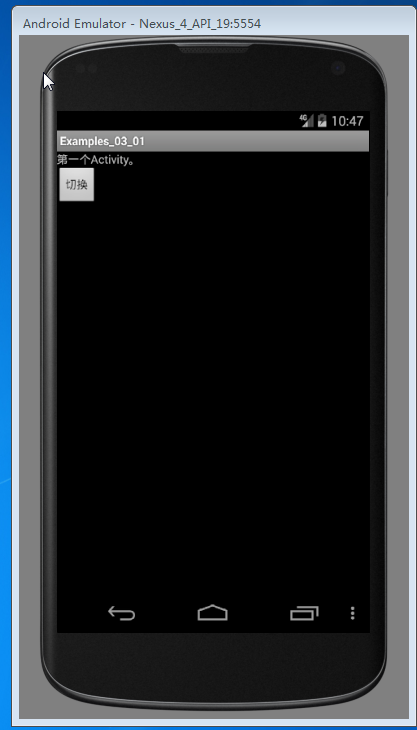 Android Emulator - Nexus_4_API_19:5554
4G 10:47
Examples_03_01
第一个Activity。
切换